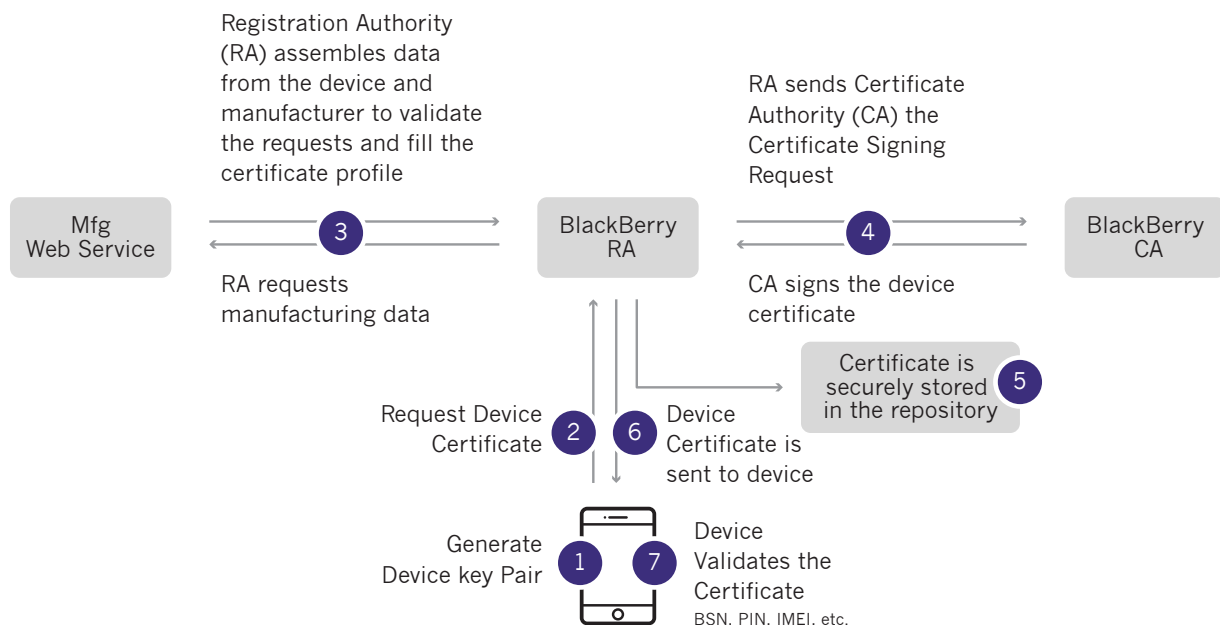 Registration Authority
(RA) assembles data
from the device and
manufacturer to validate
the requests and fill the
certificate profile
RA sends Certificate
Authority (CA) the
Certificate Signing
Request
Mfg
Web Service
3
BlackBerry
RA
4
BlackBerry
CA
RA requests
manufacturing data
CA signs the device
certificate
Certificate is
securely stored
in the repository
5
Request Device
Certificate
2
6
Device
Certificate is
sent to device
Generate
Device key Pair
1
7
Device
Validates the
Certificate
BSN, PIN, IMEI, etc.